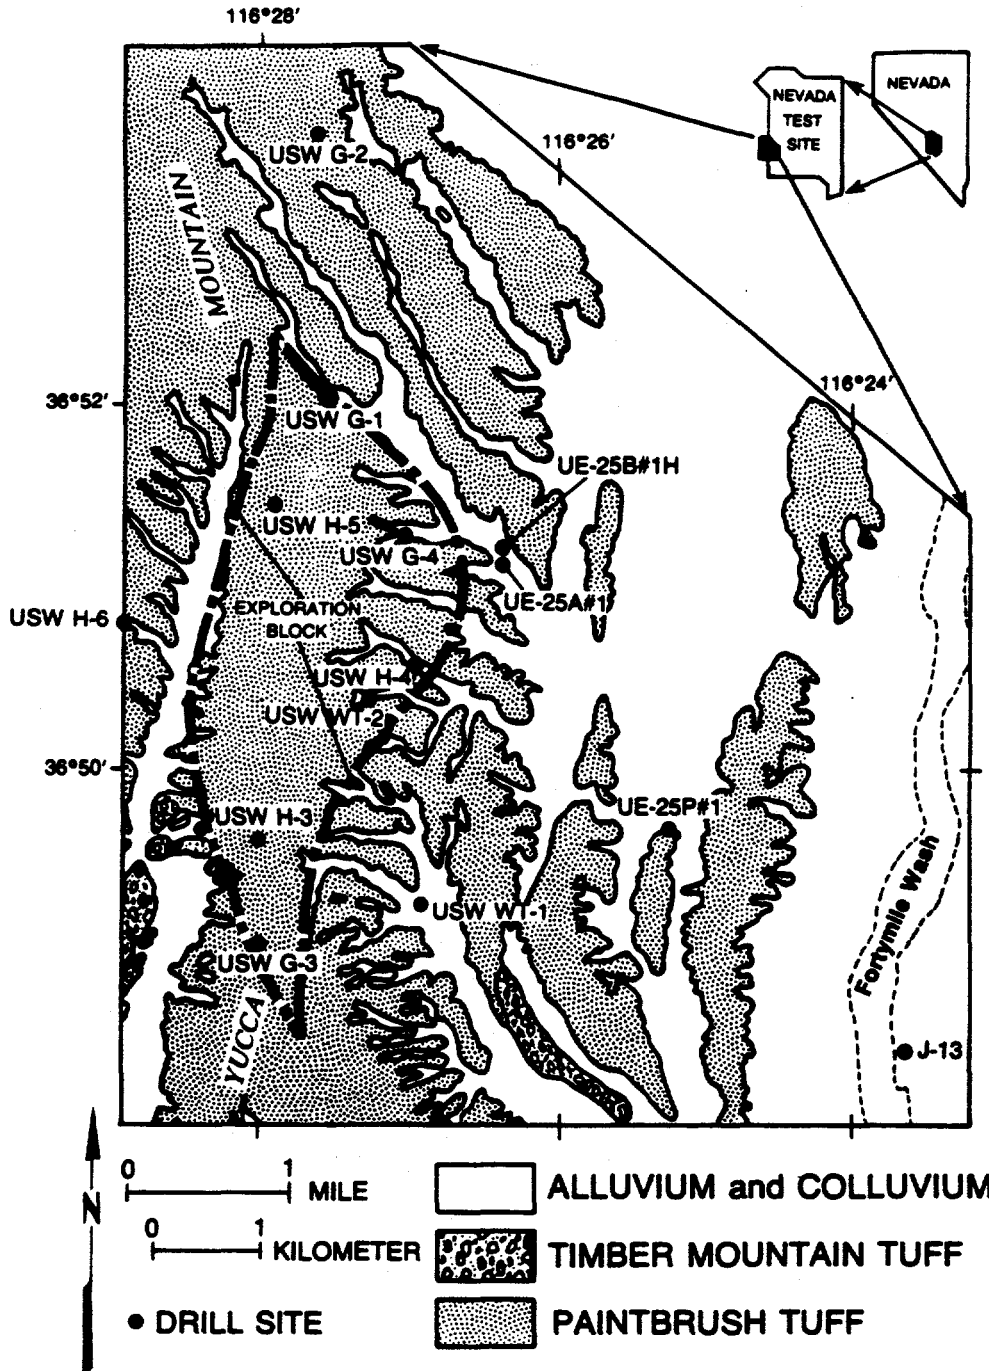 116°28'
NEVADA
TEST
SITE
NEVADA
116°26'
USW G-2
MOUNTAIN
116°24'
36°52'
USW G-1
UE-25B#1H
USW H-5
USW G-4
UE-25A#1
EXPLORATION
BLOCK
USW H-6
USW H-4
USW WT-2
36°50'
USW H-3
UE-25P#1
USW WT-1
Fortymile Wash
USW G-3
YUCCA
J-13
N
0 1
MILE
0 1
KILOMETER
DRILL SITE
ALLUVIUM and COLLUVIUM
TIMBER MOUNTAIN TUFF
PAINTBRUSH TUFF